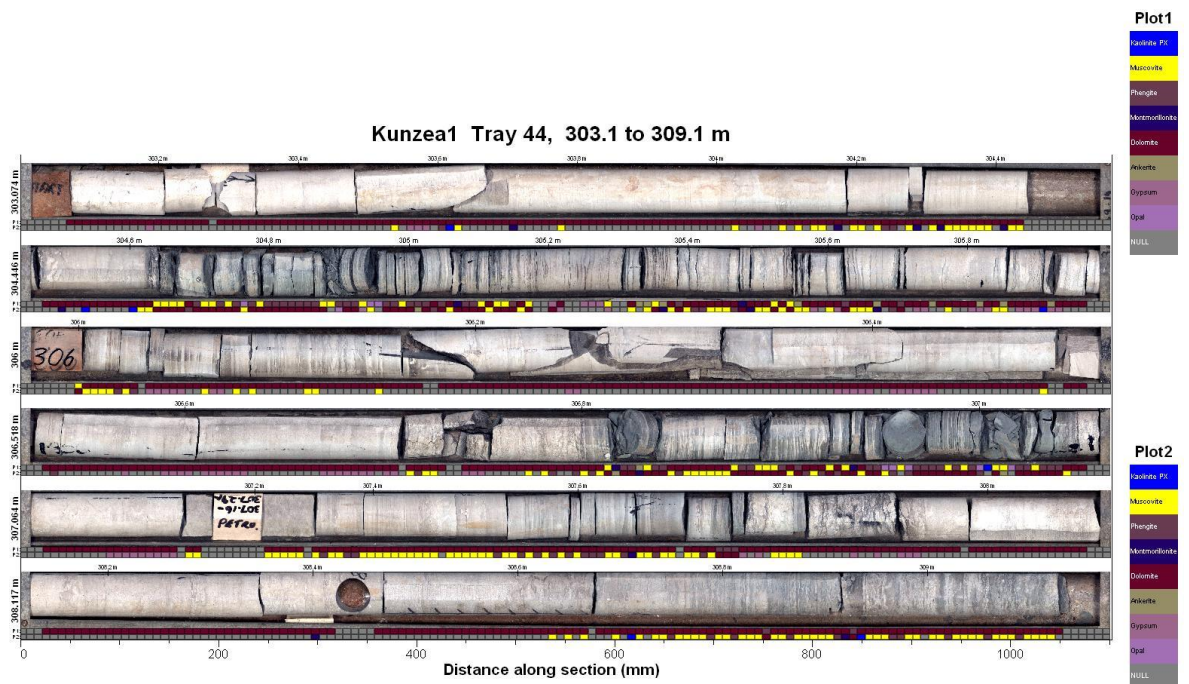 Plot1
Kaolinite PX
Muscovite
Phengite
Montmorillonite
Dolomite
Ankerite
Gypsum
Opal
NULL
Kunzea1 Tray 44, 303.1 to 309.1 m
303.2 m 303.4 m 303.6 m 303.8 m 304 m 304.2 m 304.4 m
303.074 m
304.6 m 304.8 m 305 m 305.2 m 305.4 m 305.6 m 305.8 m
304.446 m
306 m 306.2 m 306.4 m
306 m
306
306.6 m 306.8 m 307 m
306.518 m
307.2 m 307.4 m 307.6 m 307.8 m 308 m
307.064 m
PETRO.
308.2 m 308.4 m 308.6 m 308.8 m 309 m
308.117 m
0 200 400 600 800 1000
Distance along section (mm)
Plot2
Kaolinite PX
Muscovite
Phengite
Montmorillonite
Dolomite
Ankerite
Gypsum
Opal
NULL